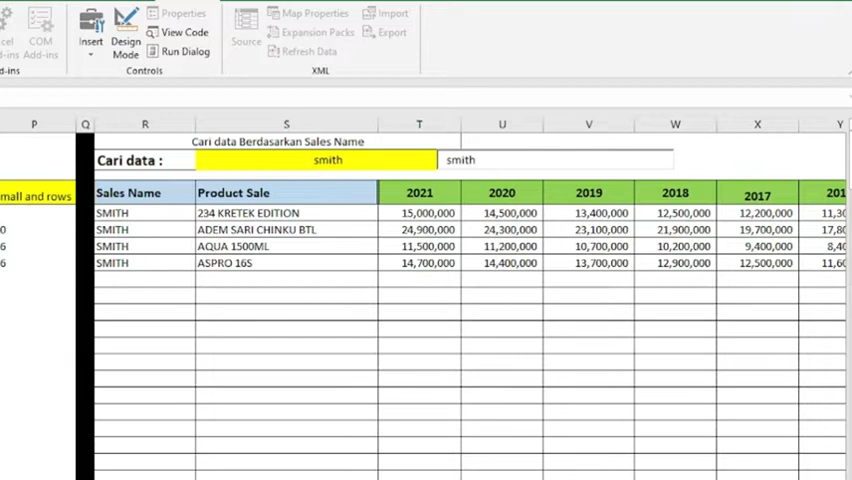 Properties
Map Properties
Import
cel
COM
Insert
Design
View Code
Source
Expansion Packs
Export
d-ins
Add-ins
Mode
Run Dialog
Refresh Data
Controls
XML
P Q R S T U V W X Y
Cari data Berdasarkan Sales Name
Cari data : smith smith
mall and rows
Sales Name Product Sale 2021 2020 2019 2018 2017 201
SMITH 234 KRETEK EDITION 15,000,000 14,500,000 13,400,000 12,500,000 12,200,000 11,30
0 SMITH ADEM SARI CHINKU BTL 24,900,000 24,300,000 23,100,000 21,900,000 19,700,000 17,80
6 SMITH AQUA 1500ML 11,500,000 11,200,000 10,700,000 10,200,000 9,400,000 8,40
6 SMITH ASPRO 16S 14,700,000 14,400,000 13,700,000 12,900,000 12,500,000 11,60